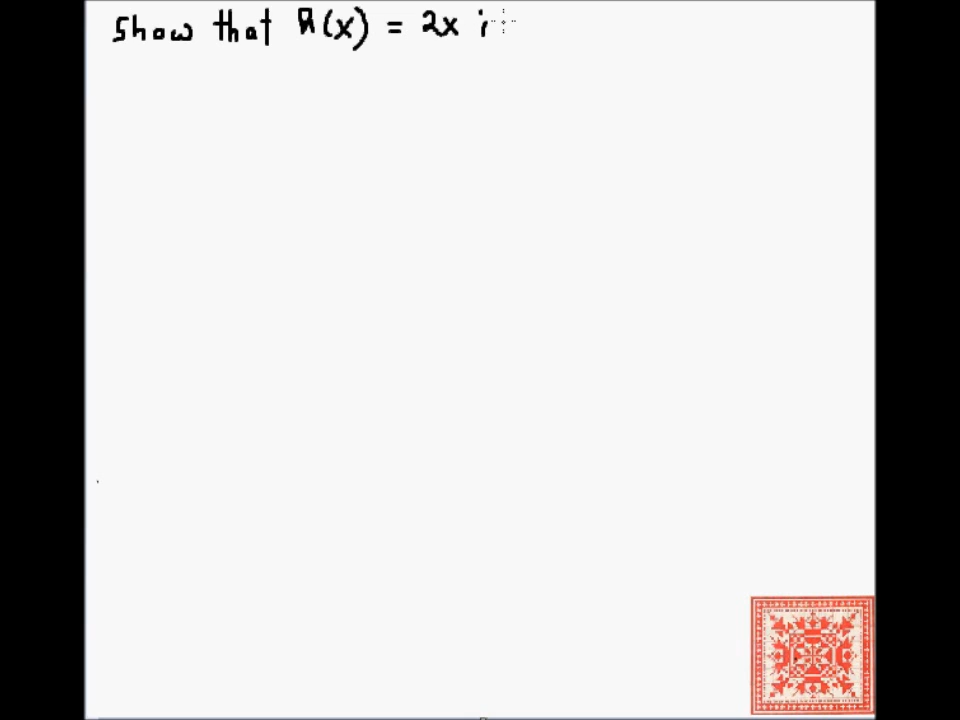 Show that R(x) = 2x i